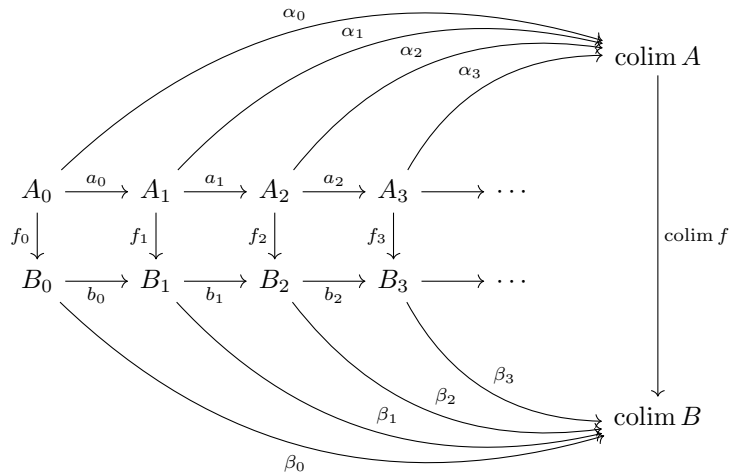 α₀
α₁
α₂
α₃
colim A
A₀ a₀ A₁ a₁ A₂ a₂ A₃ ⋯
f₀ f₁ f₂ f₃ colim f
B₀ b₀ B₁ b₁ B₂ b₂ B₃ ⋯
β₃
β₂
β₁
colim B
β₀